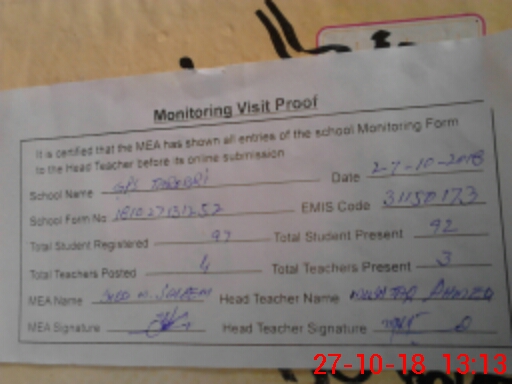 Monitoring Visit Proof
It is certified that the MEA has shown all entries of the school Monitoring Form
to the Head Teacher before its online submission
School Name GPS Date 27-10-2018
School Form No 181027131252 EMIS Code 31150173
Total Student Registered 97 Total Student Present 92
Total Teachers Posted 4 Total Teachers Present 3
MEA Name Head Teacher Name AHMED
MEA Signature Head Teacher Signature
27-10-18 13:13